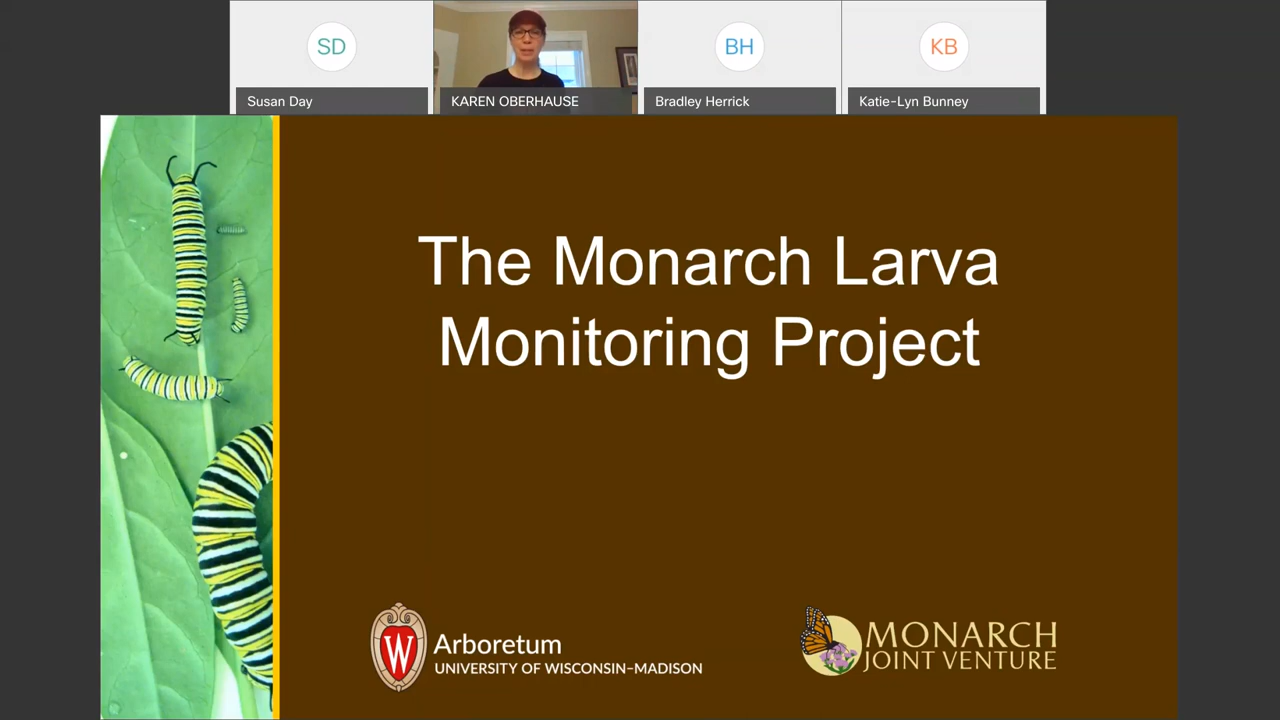 SD
BH
KB
Susan Day
KAREN OBERHAUSE
Bradley Herrick
Katie-Lyn Bunney
The Monarch Larva
Monitoring Project
W
Arboretum
UNIVERSITY OF WISCONSIN–MADISON
MONARCH
JOINT VENTURE